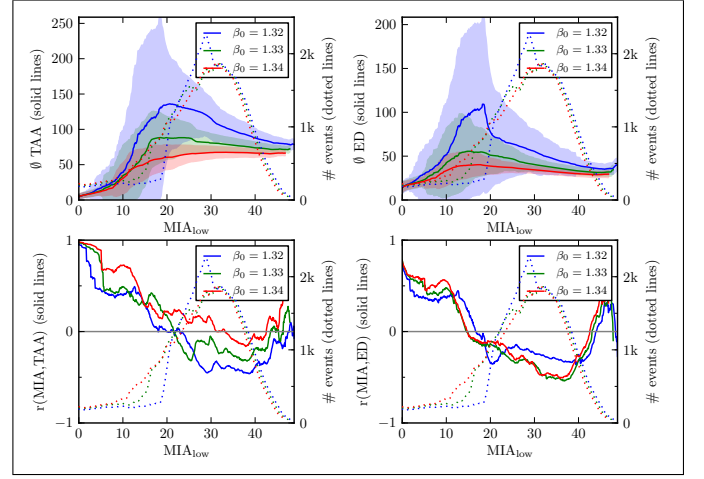 ∅ TAA (solid lines)
250
200
150
100
50
0
β₀ = 1.32
β₀ = 1.33
β₀ = 1.34
2k
1k
0
# events (dotted lines)
0 10 20 30 40
MIA_low
∅ ED (solid lines)
200
150
100
50
0
β₀ = 1.32
β₀ = 1.33
β₀ = 1.34
2k
1k
0
# events (dotted lines)
0 10 20 30 40
MIA_low
r(MIA,TAA) (solid lines)
1
0
−1
β₀ = 1.32
β₀ = 1.33
β₀ = 1.34
2k
1k
0
# events (dotted lines)
0 10 20 30 40
MIA_low
r(MIA,ED) (solid lines)
1
0
−1
β₀ = 1.32
β₀ = 1.33
β₀ = 1.34
2k
1k
0
# events (dotted lines)
0 10 20 30 40
MIA_low